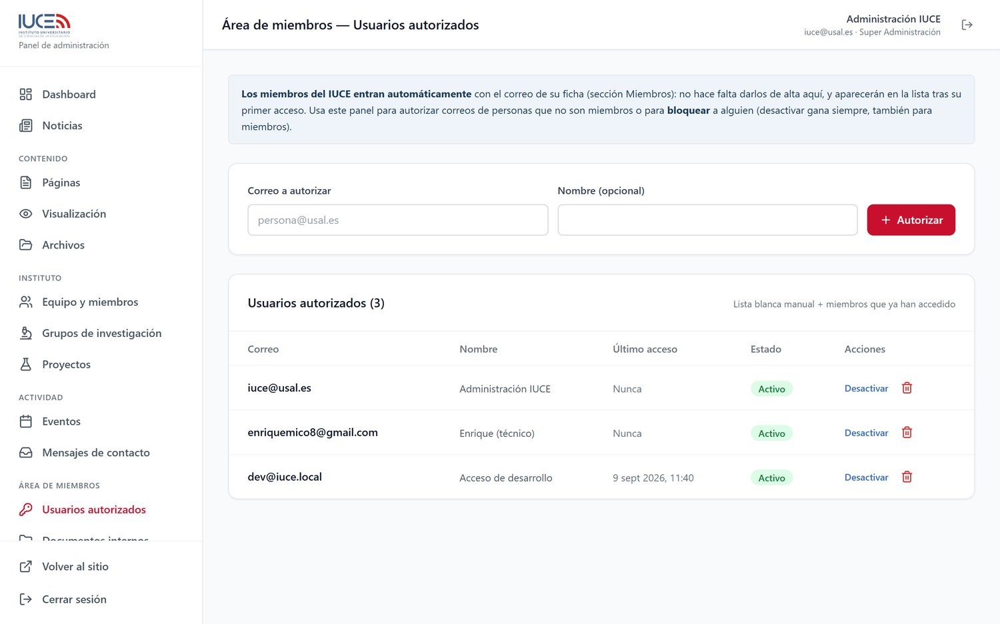 IUCE
INSTITUTO UNIVERSITARIO
DE CIENCIAS DE LA EDUCACIÓN
Panel de administración
Dashboard
Noticias
CONTENIDO
Páginas
Visualización
Archivos
INSTITUTO
Equipo y miembros
Grupos de investigación
Proyectos
ACTIVIDAD
Eventos
Mensajes de contacto
ÁREA DE MIEMBROS
Usuarios autorizados
Documentos internos
Volver al sitio
Cerrar sesión
Área de miembros — Usuarios autorizados
Administración IUCE
iuce@usal.es · Super Administración
Los miembros del IUCE entran automáticamente con el correo de su ficha (sección Miembros): no hace falta darlos de alta aquí, y aparecerán en la lista tras su
primer acceso. Usa este panel para autorizar correos de personas que no son miembros o para bloquear a alguien (desactivar gana siempre, también para
miembros).
Correo a autorizar
Nombre (opcional)
persona@usal.es
+ Autorizar
Usuarios autorizados (3)
Lista blanca manual + miembros que ya han accedido
Correo Nombre Último acceso Estado Acciones
iuce@usal.es Administración IUCE Nunca Activo Desactivar
enriquemico8@gmail.com Enrique (técnico) Nunca Activo Desactivar
dev@iuce.local Acceso de desarrollo 9 sept 2026, 11:40 Activo Desactivar